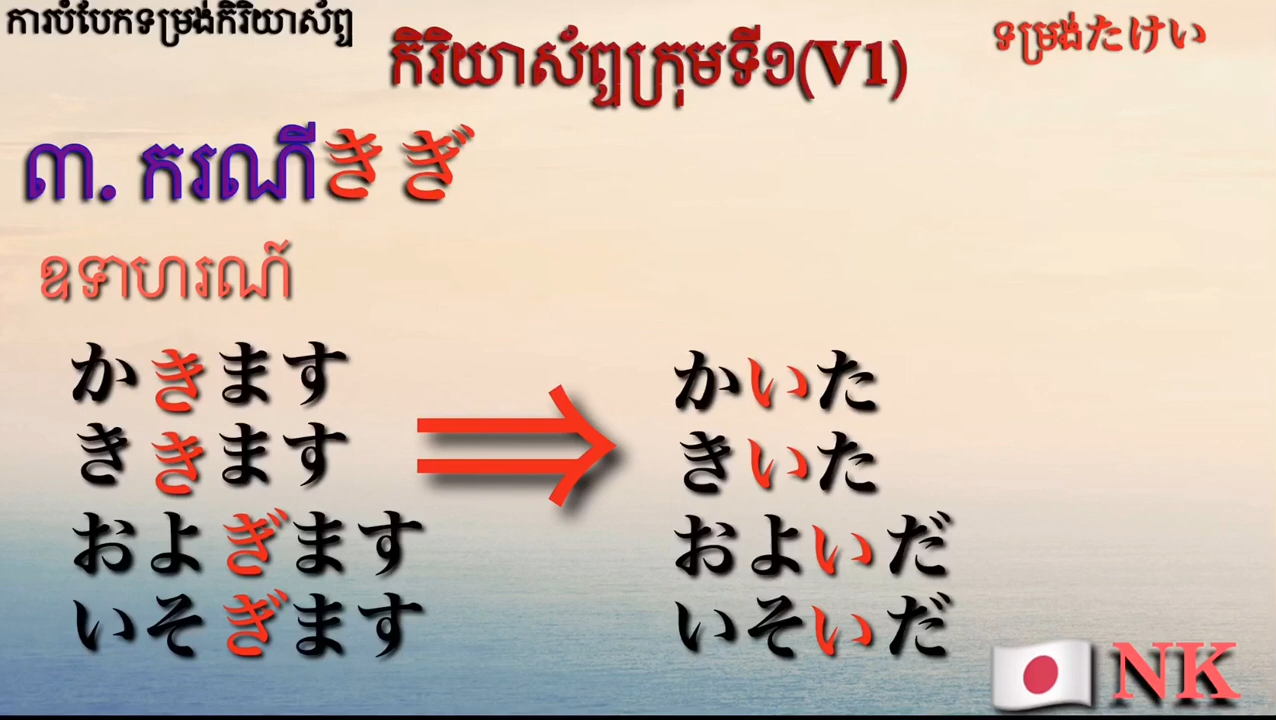 ការបំបែកទម្រង់កិរិយាស័ព្ទ
កិរិយាស័ព្ទក្រុមទី១(V1)
ទម្រង់たけい
៣. ករណីきぎ
ឧទាហរណ៍
かきます ⇒ かいた
ききます きいた
およぎます およいだ
いそぎます いそいだ
NK